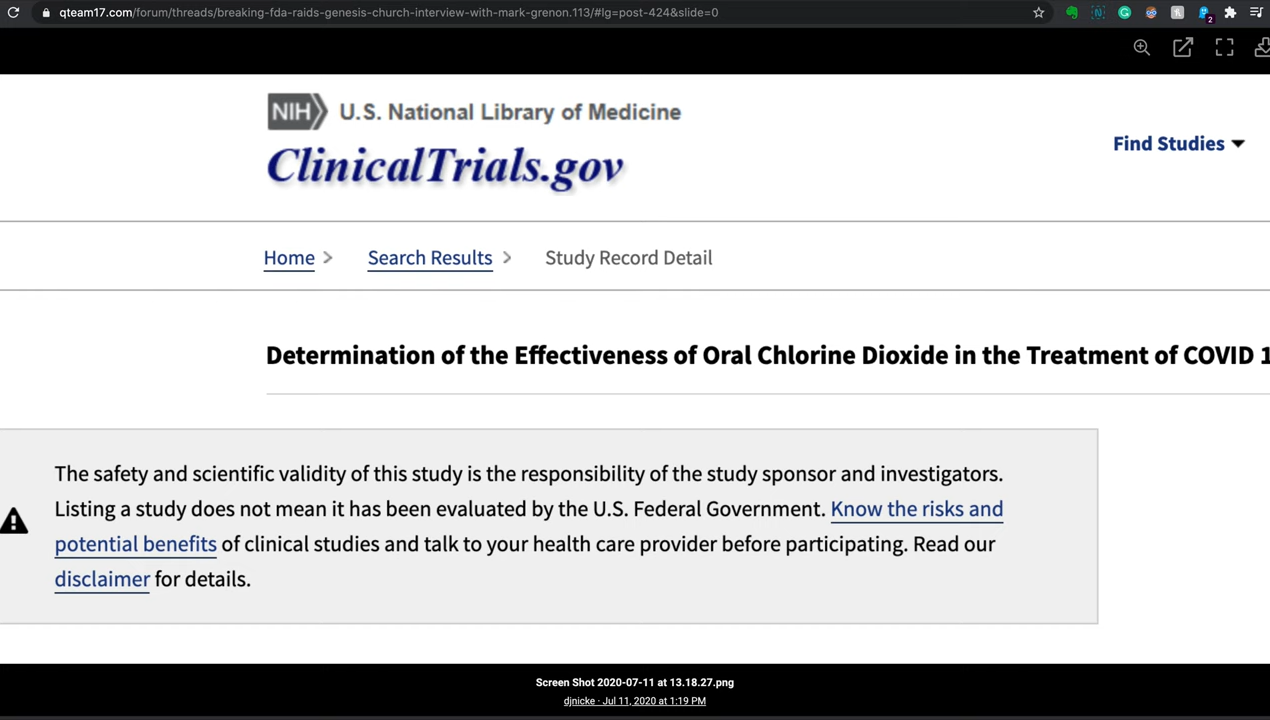 qteam17.com/forum/threads/breaking-fda-raids-genesis-church-interview-with-mark-grenon.113/#lg=post-424&slide=0
2
NIH U.S. National Library of Medicine
ClinicalTrials.gov
Find Studies
Home > Search Results > Study Record Detail
Determination of the Effectiveness of Oral Chlorine Dioxide in the Treatment of COVID 1
The safety and scientific validity of this study is the responsibility of the study sponsor and investigators.
Listing a study does not mean it has been evaluated by the U.S. Federal Government. Know the risks and
potential benefits of clinical studies and talk to your health care provider before participating. Read our
disclaimer for details.
Screen Shot 2020-07-11 at 13.18.27.png
djnicke · Jul 11, 2020 at 1:19 PM